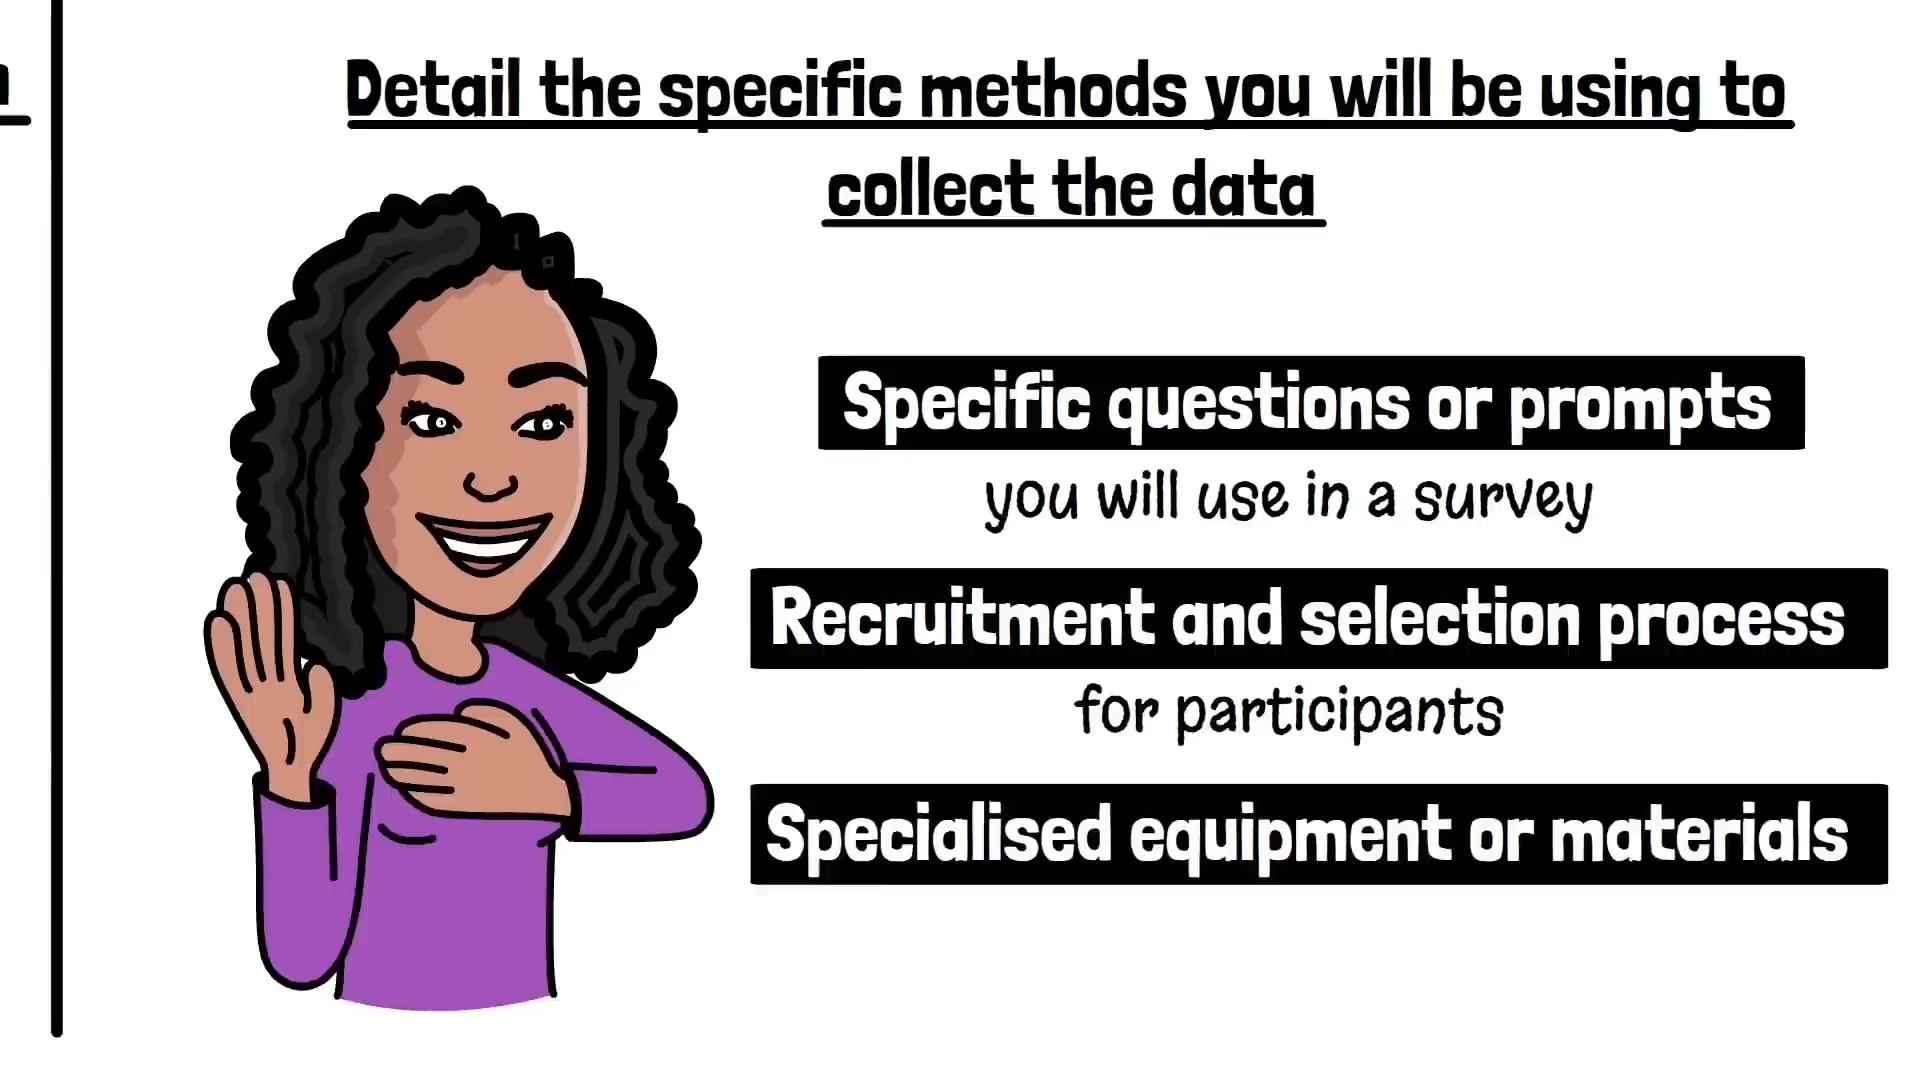 Detail the specific methods you will be using to
collect the data
Specific questions or prompts
you will use in a survey
Recruitment and selection process
for participants
Specialised equipment or materials